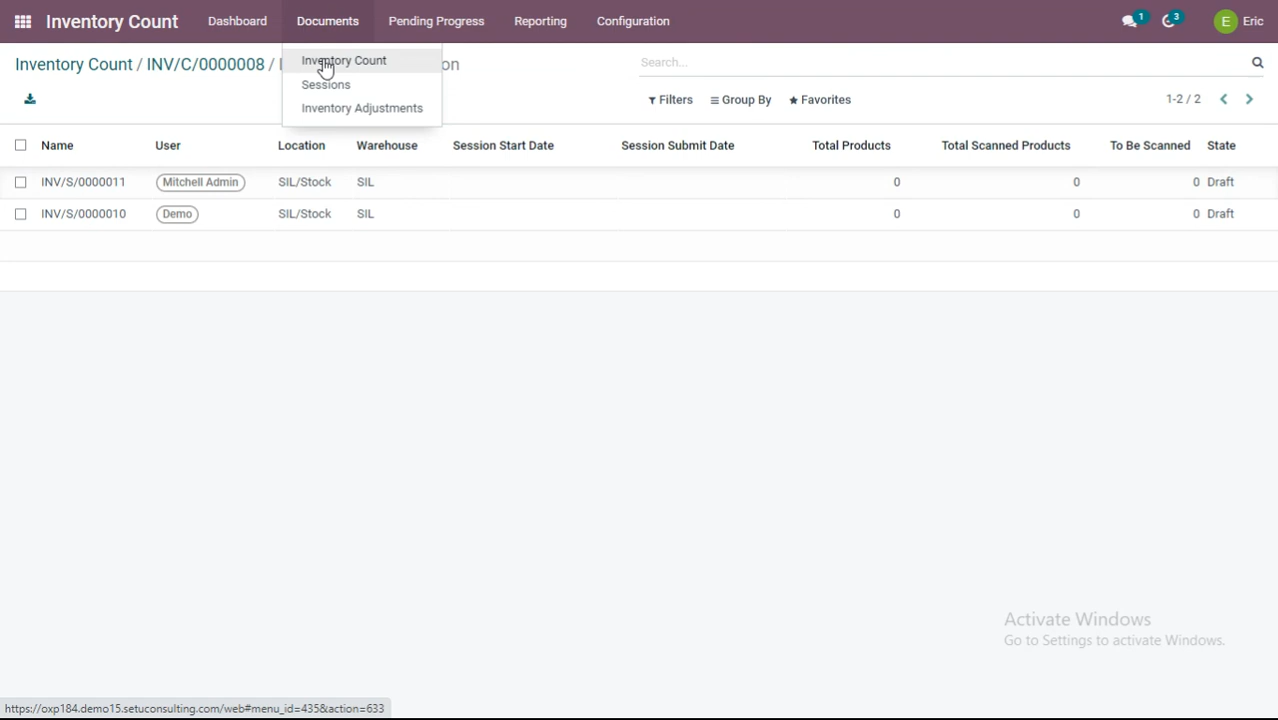 Inventory Count Dashboard Documents Pending Progress Reporting Configuration 1 3 E Eric
Inventory Count / INV/C/0000008 / on Search...
Inventory Count
Sessions
Inventory Adjustments
Filters Group By Favorites 1-2 / 2
Name User Location Warehouse Session Start Date Session Submit Date Total Products Total Scanned Products To Be Scanned State
INV/S/0000011 Mitchell Admin SIL/Stock SIL 0 0 0 Draft
INV/S/0000010 Demo SIL/Stock SIL 0 0 0 Draft
Activate Windows
Go to Settings to activate Windows.
https://oxp184.demo15.setuconsulting.com/web#menu_id=435&action=633